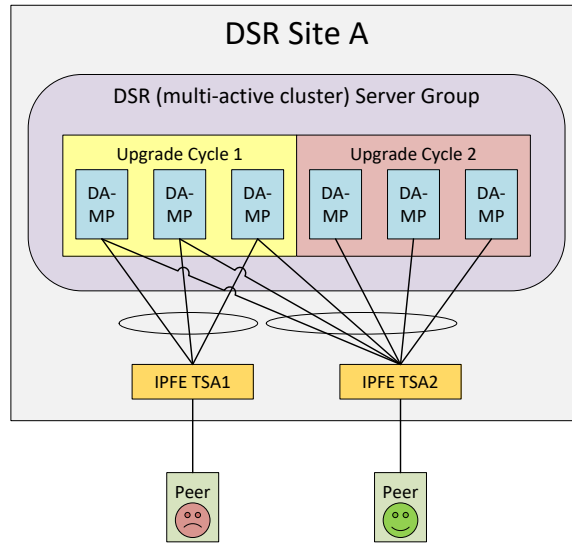 DSR Site A
DSR (multi-active cluster) Server Group
Upgrade Cycle 1
Upgrade Cycle 2
DA-
MP
DA-
MP
DA-
MP
DA-
MP
DA-
MP
DA-
MP
IPFE TSA1
IPFE TSA2
Peer
Peer